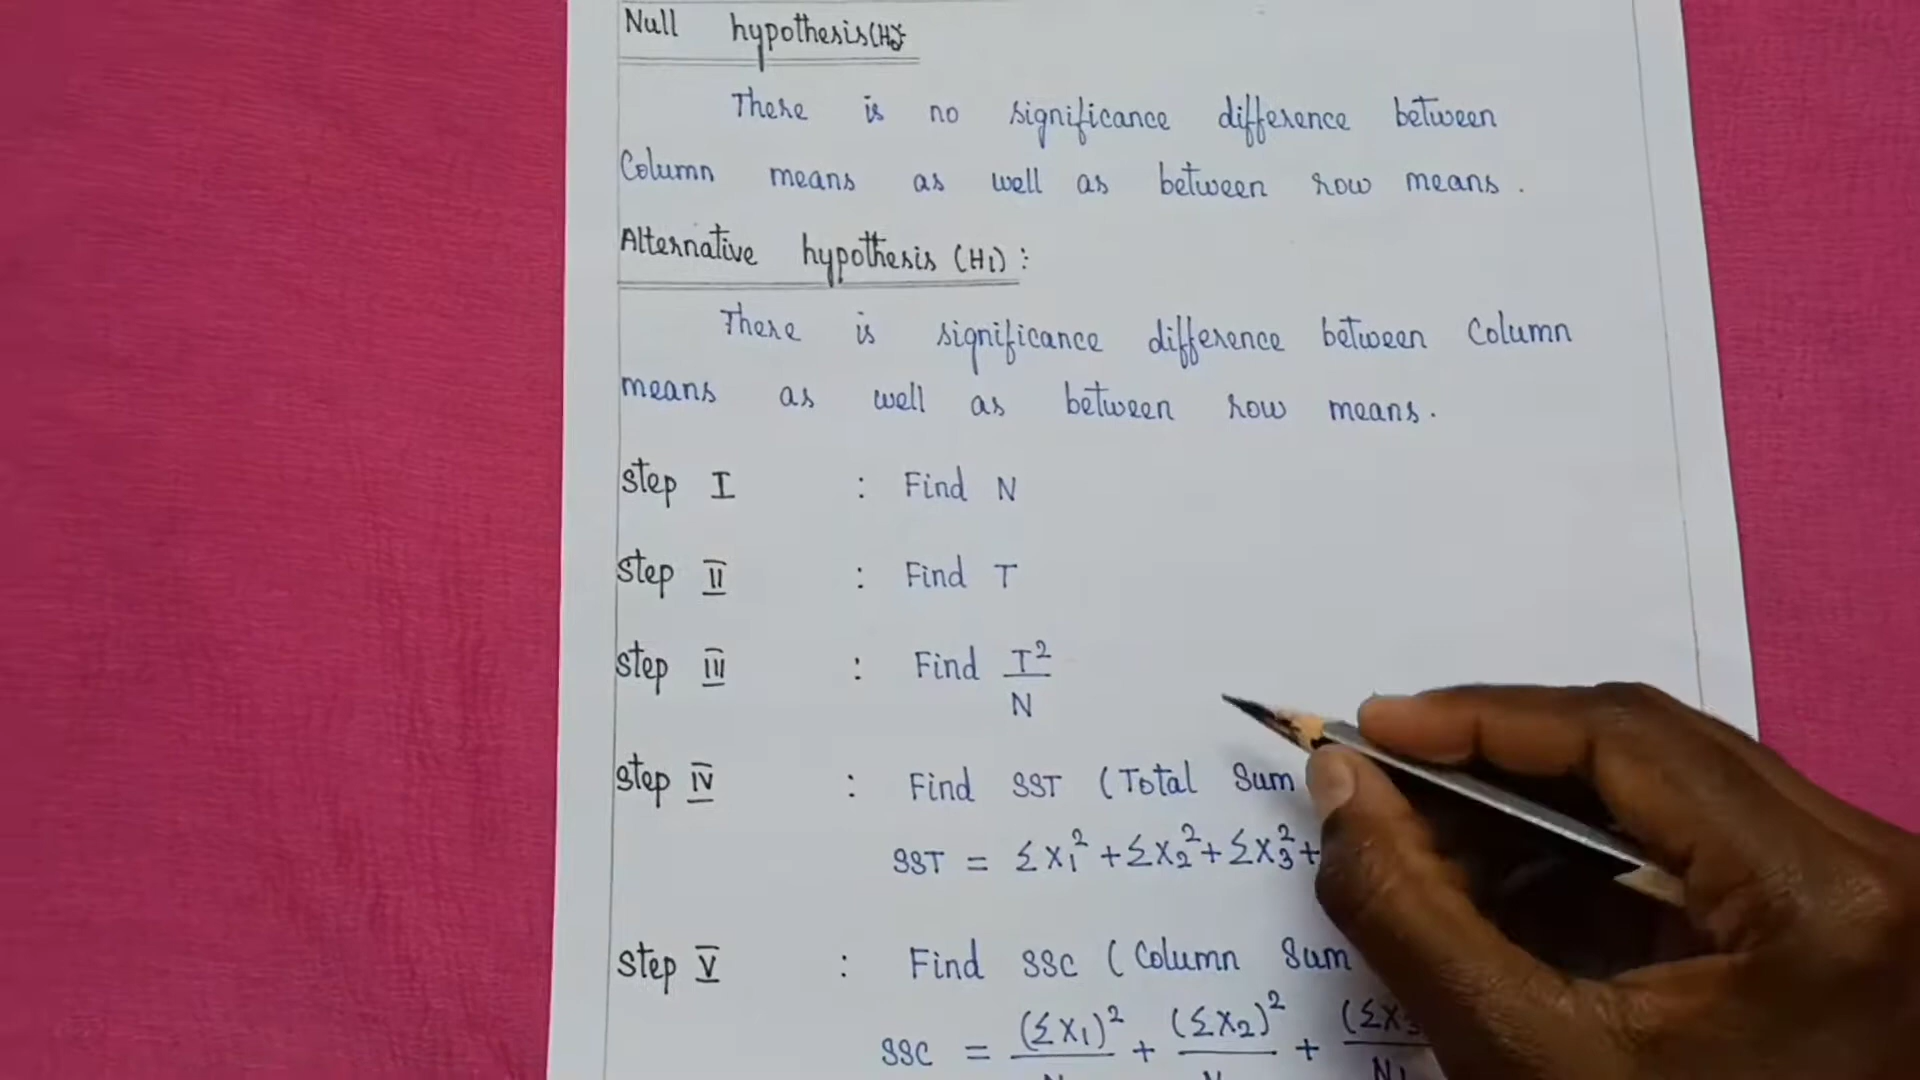 Null hypothesis (H0):
There is no significance difference between
Column means as well as between row means.
Alternative hypothesis (H1) :
There is significance difference between Column
means as well as between row means.
Step I : Find N
Step II : Find T
Step III : Find T²/N
Step IV : Find SST (Total Sum
SST = ΣX₁² + ΣX₂² + ΣX₃² +
Step V : Find SSC (Column Sum
SSC = (ΣX₁)² + (ΣX₂)² + (ΣX